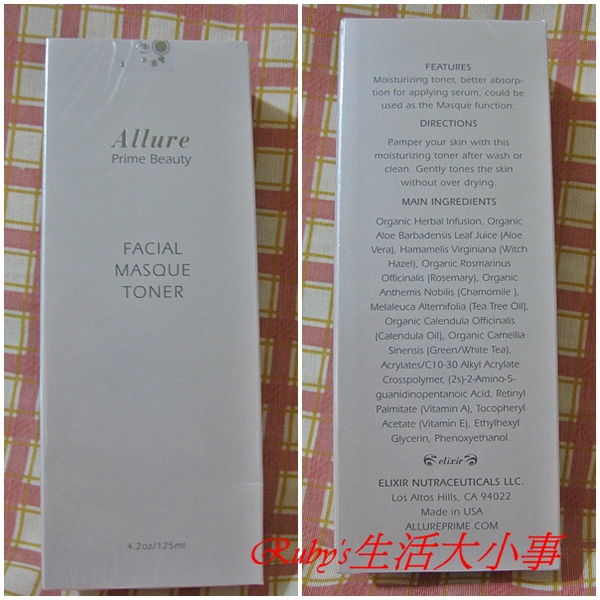 Allure
Prime Beauty
FACIAL
MASQUE
TONER
4.2oz/125ml
FEATURES
Moisturizing toner, better absorp-
tion for applying serum, could be
used as the Masque function.
DIRECTIONS
Pamper your skin with this
moisturizing toner after wash or
clean. Gently tones the skin
without over drying.
MAIN INGREDIENTS
Organic Herbal Infusion, Organic
Aloe Barbadensis Leaf Juice (Aloe
Vera), Hamamelis Virginiana (Witch
Hazel), Organic Rosmarinus
Officinalis (Rosemary), Organic
Anthemis Nobilis (Chamomile ),
Melaleuca Alternifolia (Tea Tree Oil),
Organic Calendula Officinalis
(Calendula Oil), Organic Camellia
Sinensis (Green/White Tea),
Acrylates/C10-30 Alkyl Acrylate
Crosspolymer, (2s)-2-Amino-5-
guanidinopentanoic Acid, Retinyl
Palmitate (Vitamin A), Tocopheryl
Acetate (Vitamin E), Ethylhexyl
Glycerin, Phenoxyethanol.
elixir
ELIXIR NUTRACEUTICALS LLC.
Los Altos Hills, CA 94022
Made in USA
ALLUREPRIME.COM
Ruby's生活大小事